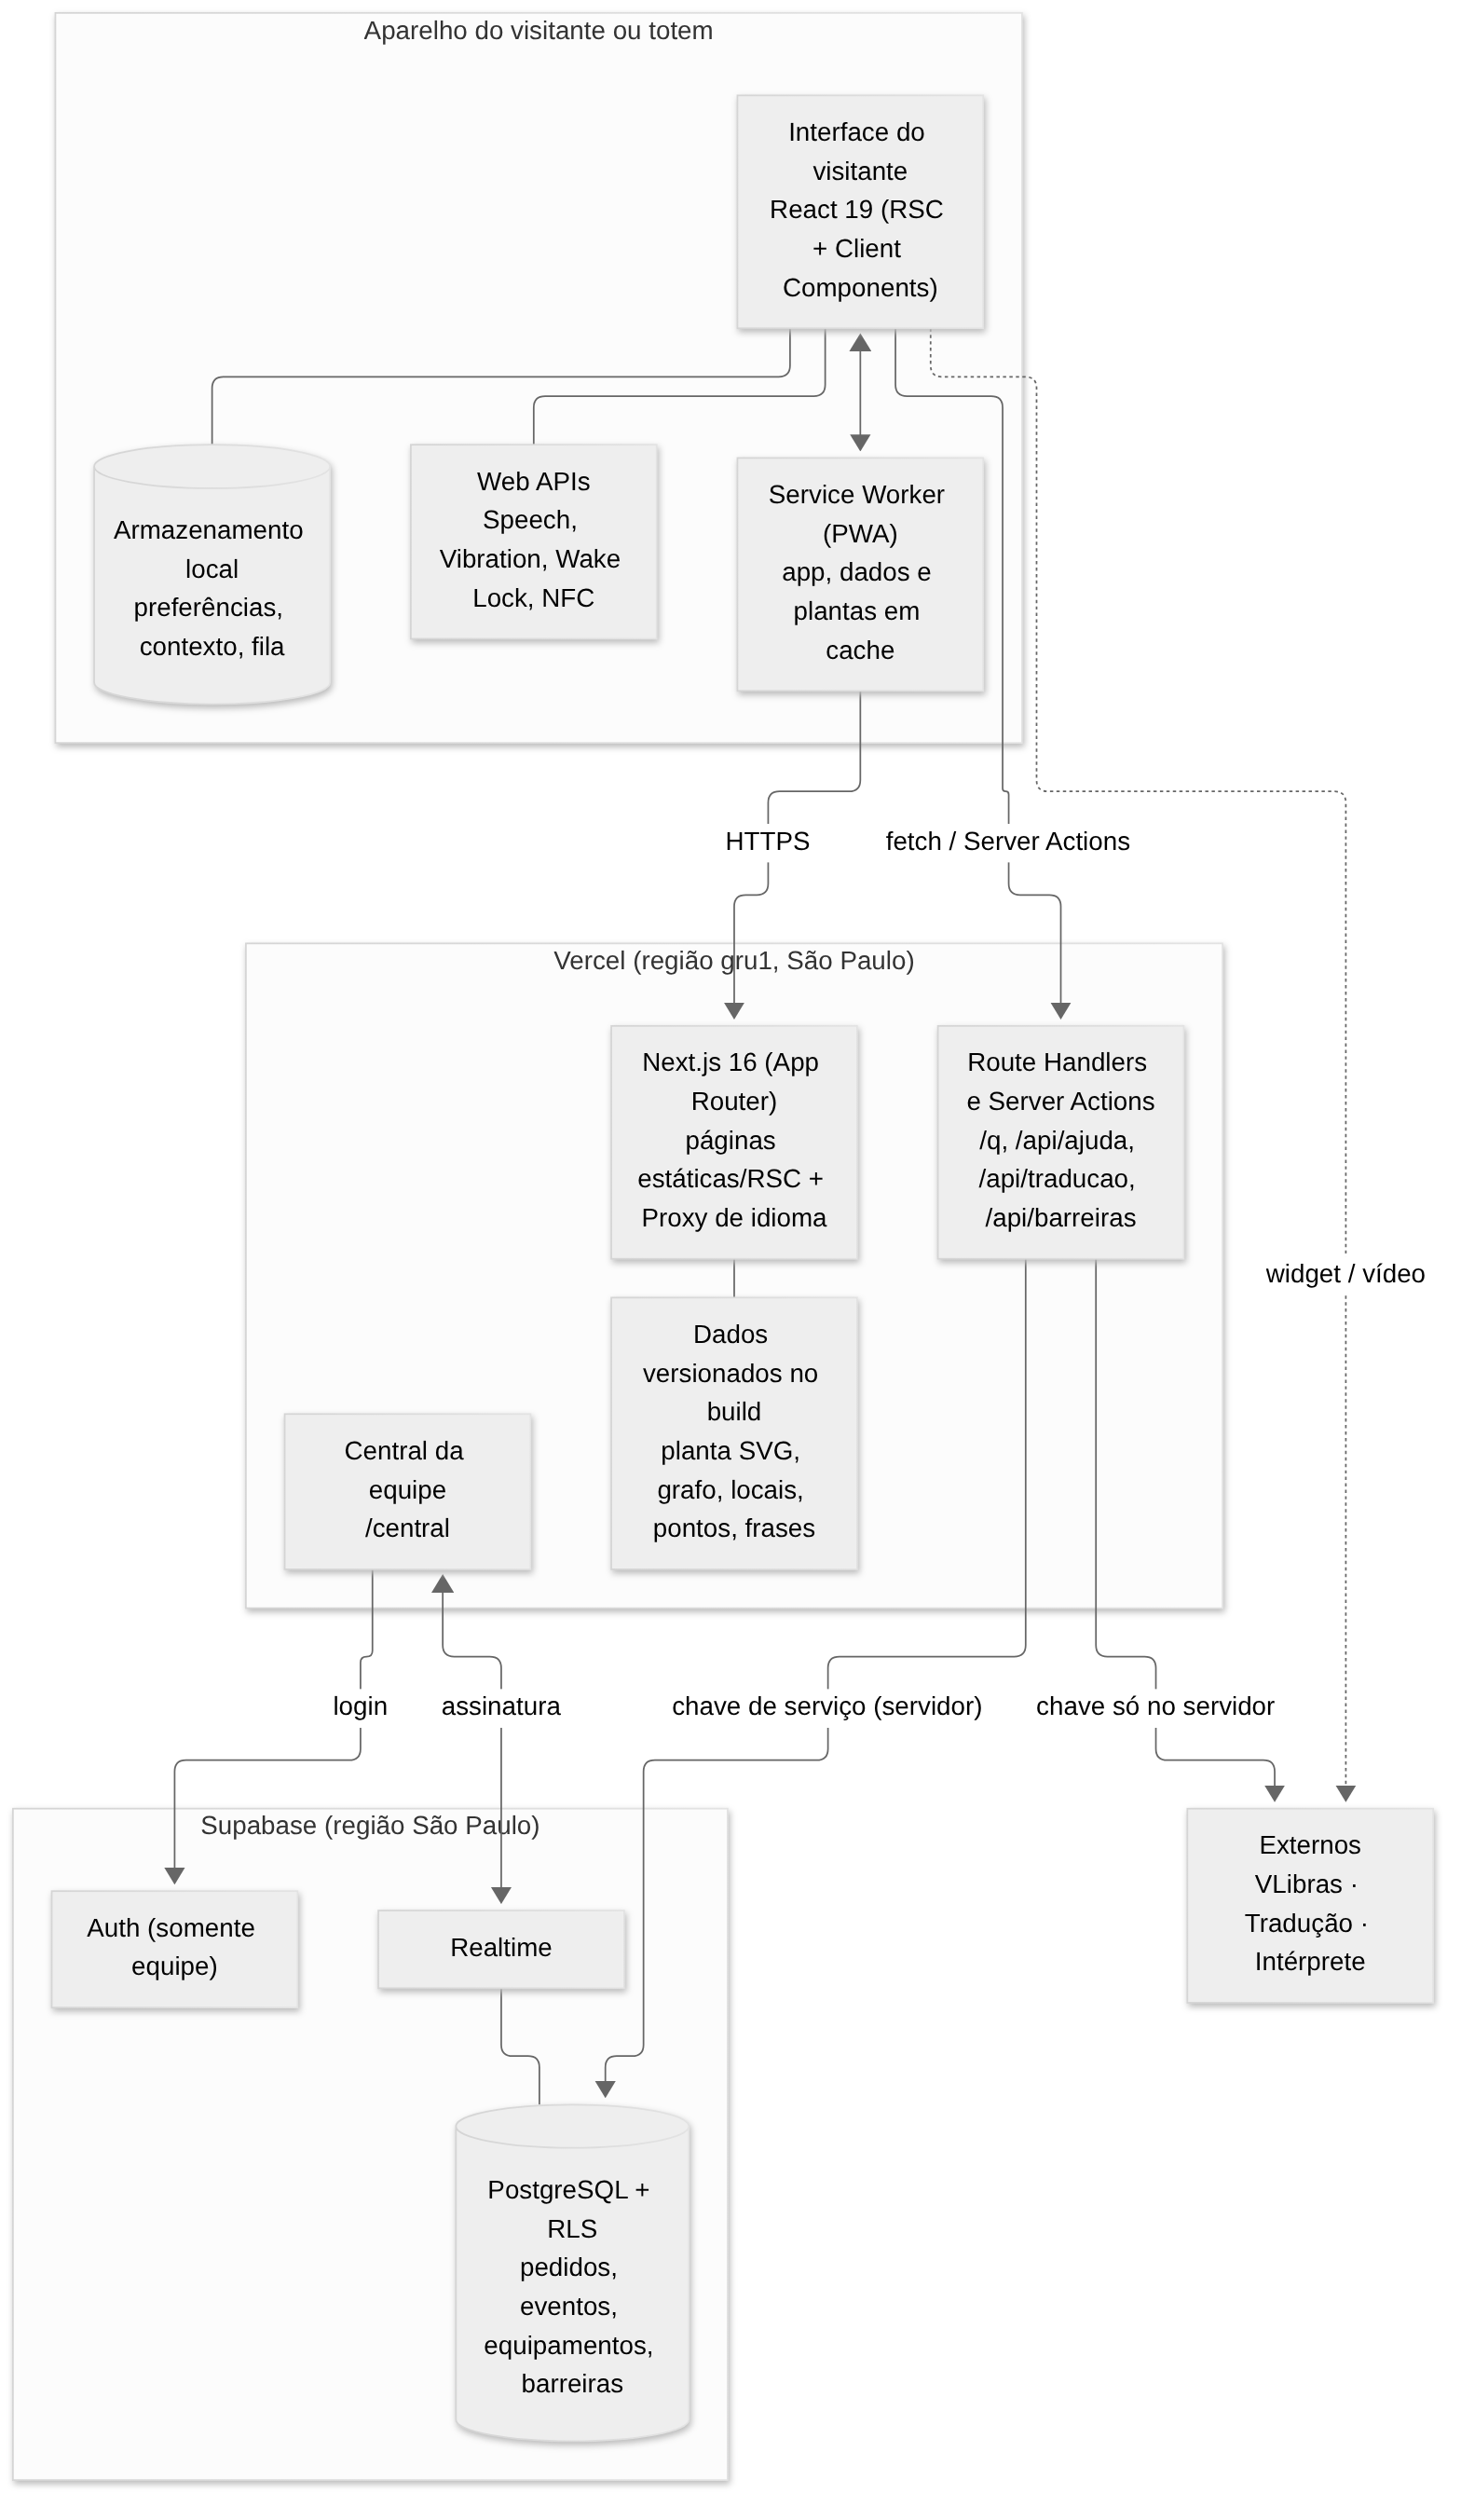 Aparelho do visitante ou totem
Interface do
visitante
React 19 (RSC
+ Client
Components)
Armazenamento
local
preferências,
contexto, fila
Web APIs
Speech,
Vibration, Wake
Lock, NFC
Service Worker
(PWA)
app, dados e
plantas em
cache
HTTPS
fetch / Server Actions
Vercel (região gru1, São Paulo)
Next.js 16 (App
Router)
páginas
estáticas/RSC +
Proxy de idioma
Route Handlers
e Server Actions
/q, /api/ajuda,
/api/traducao,
/api/barreiras
widget / vídeo
Dados
versionados no
build
planta SVG,
grafo, locais,
pontos, frases
Central da
equipe
/central
login
assinatura
chave de serviço (servidor)
chave só no servidor
Supabase (região São Paulo)
Auth (somente
equipe)
Realtime
Externos
VLibras ·
Tradução ·
Intérprete
PostgreSQL +
RLS
pedidos,
eventos,
equipamentos,
barreiras